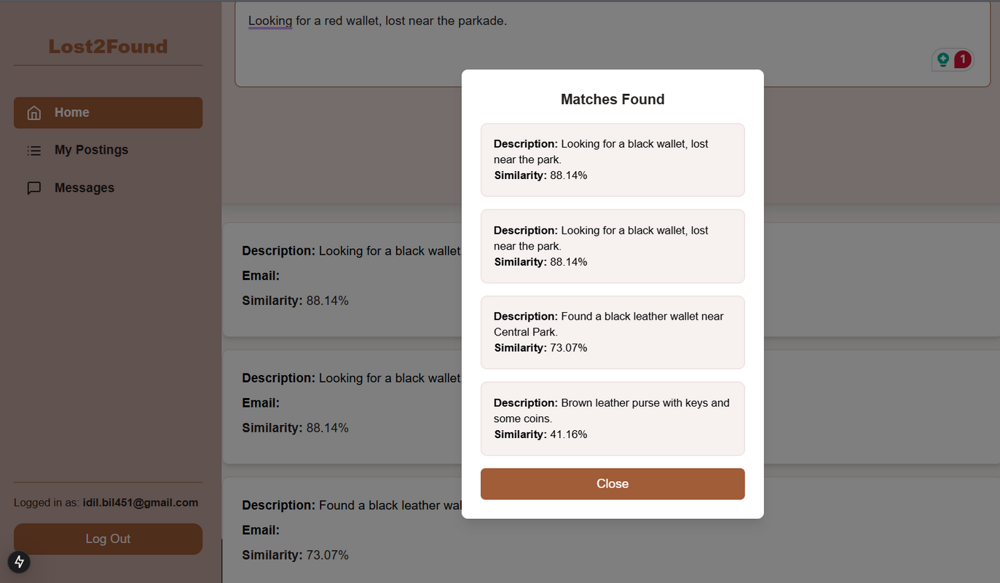 Lost2Found
Home
My Postings
Messages
Logged in as: idil.bil451@gmail.com
Log Out
Looking for a red wallet, lost near the parkade.
1
Description: Looking for a black wallet
Email:
Similarity: 88.14%
Description: Looking for a black wallet
Email:
Similarity: 88.14%
Description: Found a black leather wal
Email:
Similarity: 73.07%
Matches Found
Description: Looking for a black wallet, lost
near the park.
Similarity: 88.14%
Description: Looking for a black wallet, lost
near the park.
Similarity: 88.14%
Description: Found a black leather wallet near
Central Park.
Similarity: 73.07%
Description: Brown leather purse with keys and
some coins.
Similarity: 41.16%
Close